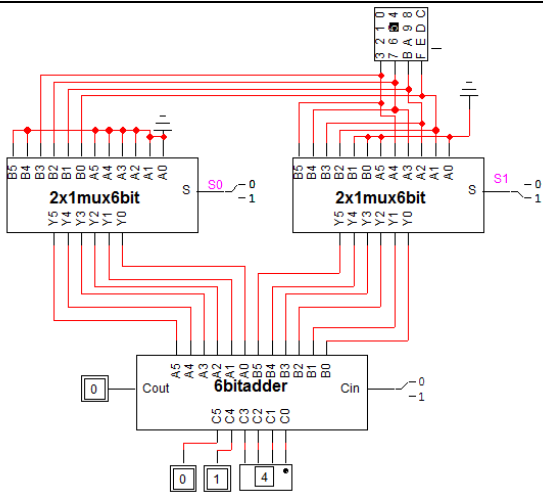 3 2 1 0
7 6 5 4
B A 9 8
F E D C
B5 B4 B3 B2 B1 B0 A5 A4 A3 A2 A1 A0
2x1mux6bit
S
S0
0
1
Y5 Y4 Y3 Y2 Y1 Y0
B5 B4 B3 B2 B1 B0 A5 A4 A3 A2 A1 A0
2x1mux6bit
S
S1
0
1
Y5 Y4 Y3 Y2 Y1 Y0
A5 A4 A3 A2 A1 A0 B5 B4 B3 B2 B1 B0
0
Cout
6bitadder
Cin
0
1
C5 C4 C3 C2 C1 C0
0
1
4